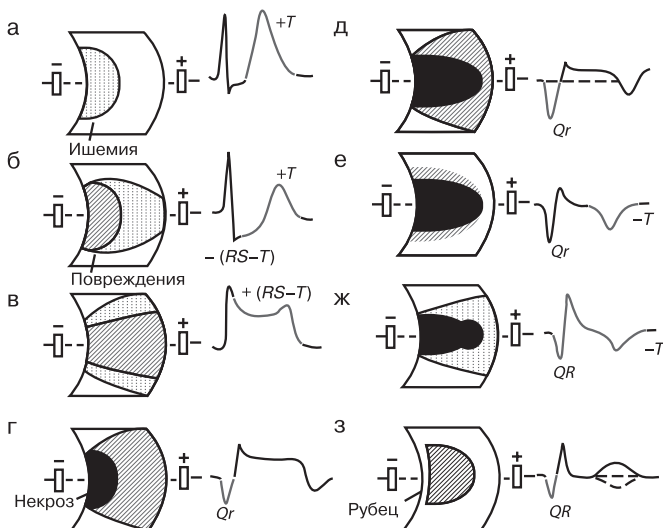 а
+T
– +
Ишемия
б
+T
– +
– (RS–T)
Повреждения
в
+ (RS–T)
– +
г
– +
Некроз
Qr
д
– +
Qr
е
– +
Qr
–T
ж
– +
QR
–T
з
– +
Рубец
QR